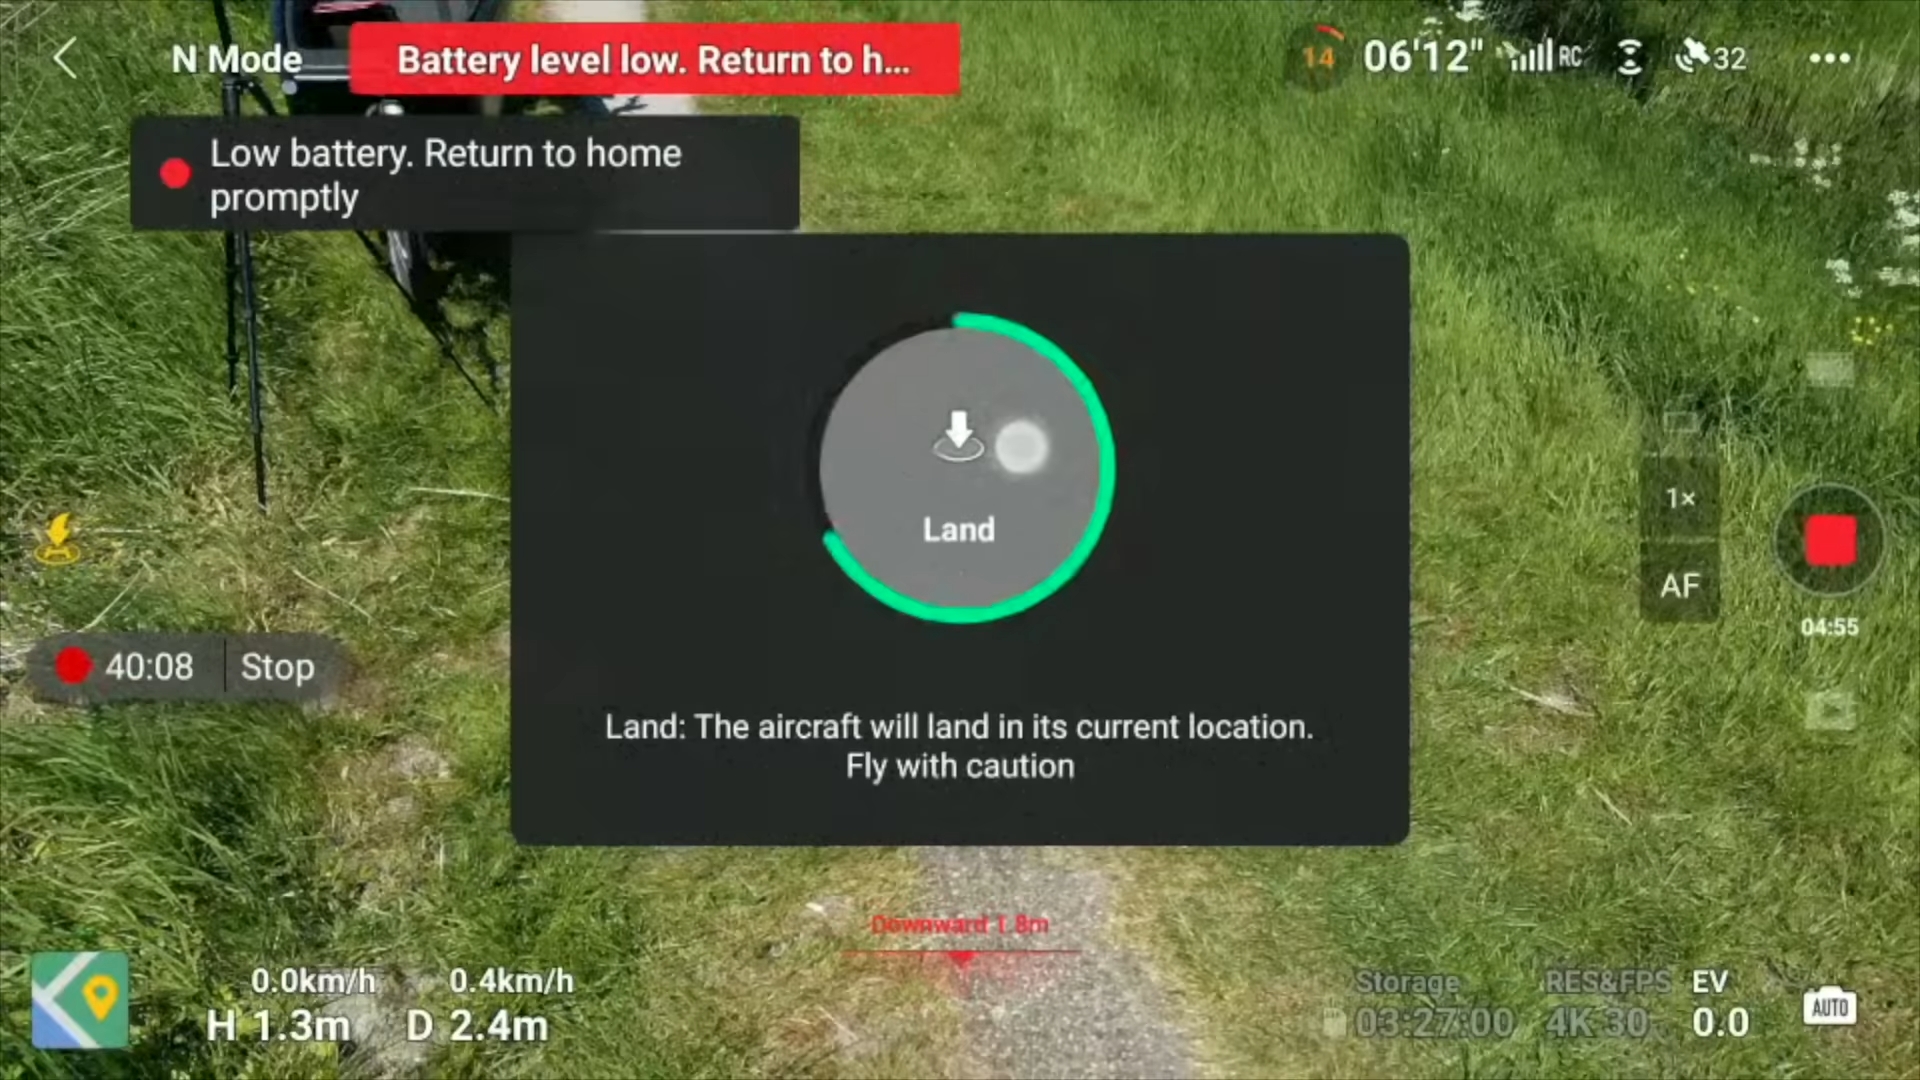 N Mode
Battery level low. Return to h...
14
06'12"
RC
32
Low battery. Return to home
promptly
Land
Land: The aircraft will land in its current location.
Fly with caution
1×
AF
04:55
40:08
Stop
Downward 1.8m
0.0km/h
0.4km/h
H 1.3m
D 2.4m
Storage
03:27:00
RES&FPS
4K 30
EV
0.0
AUTO